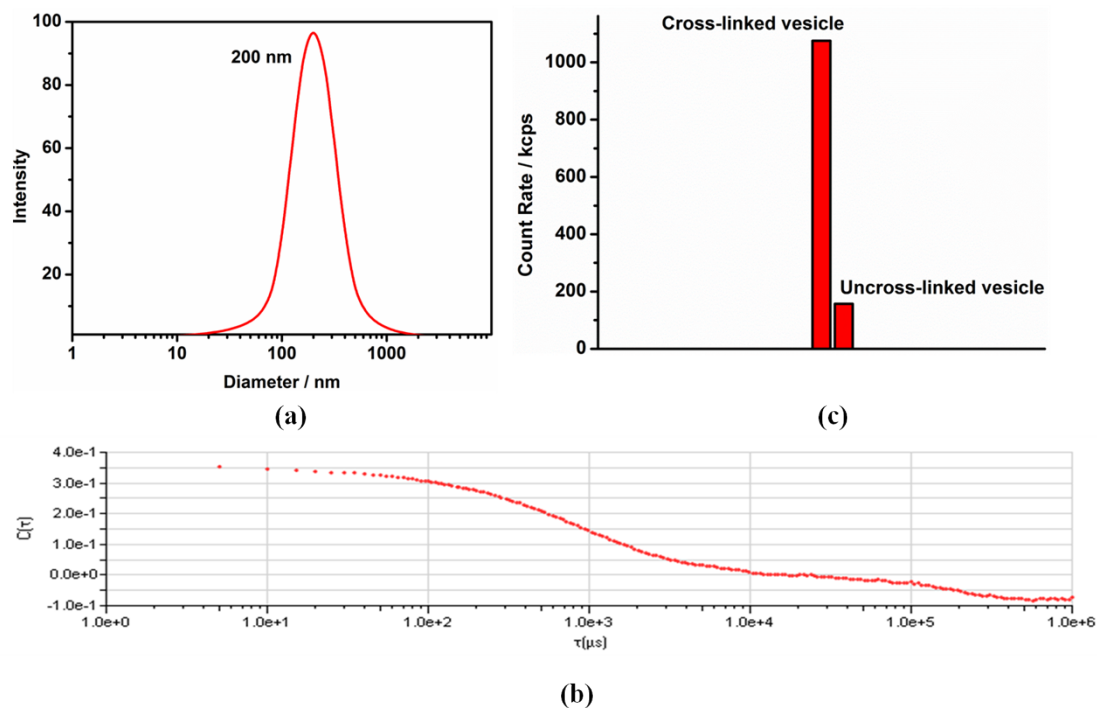 100
80
60
40
20
Intensity
200 nm
1
10
100
1000
Diameter / nm
(a)
Cross-linked vesicle
1000
800
600
400
200
0
Count Rate / kcps
Uncross-linked vesicle
(c)
4.0e-1
3.0e-1
2.0e-1
1.0e-1
0.0e+0
-1.0e-1
C(τ)
1.0e+0
1.0e+1
1.0e+2
1.0e+3
1.0e+4
1.0e+5
1.0e+6
τ(µs)
(b)